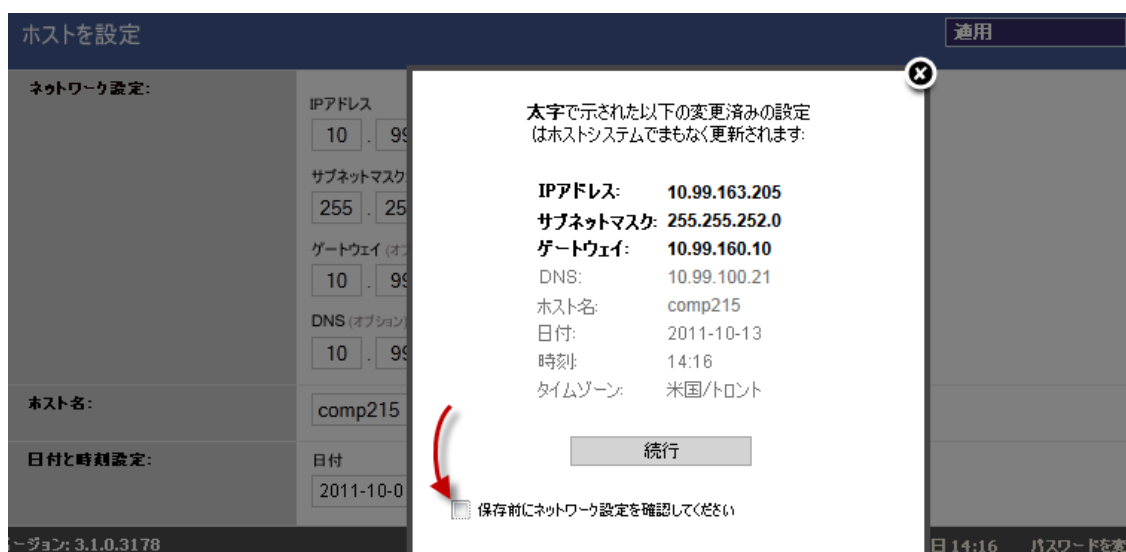 ホストを設定
適用
ネットワーク設定:
IPアドレス
10 . 99
サブネットマスク:
255 . 25
ゲートウェイ (オプ
10 . 99
DNS (オプション)
10 . 99
ホスト名:
comp215
日付と時刻設定:
日付
2011-10-0
太字で示された以下の変更済みの設定
はホストシステムでまもなく更新されます:
IPアドレス: 10.99.163.205
サブネットマスク: 255.255.252.0
ゲートウェイ: 10.99.160.10
DNS: 10.99.100.21
ホスト名: comp215
日付: 2011-10-13
時刻: 14:16
タイムゾーン: 米国/トロント
続行
保存前にネットワーク設定を確認してください
ージョン: 3.1.0.3178
日 14:16 パスワードを変